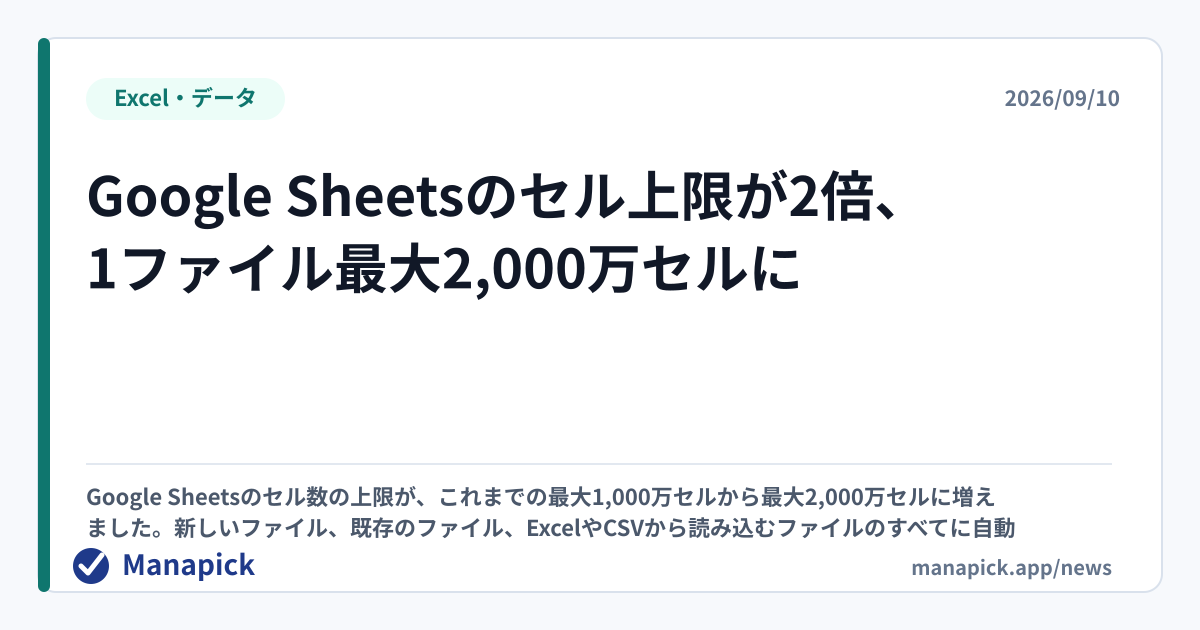 Excel・データ
2026/09/10
Google Sheetsのセル上限が2倍、
1ファイル最大2,000万セルに
Google Sheetsのセル数の上限が、これまでの最大1,000万セルから最大2,000万セルに増え
ました。新しいファイル、既存のファイル、ExcelやCSVから読み込むファイルのすべてに自動
Manapick
manapick.app/news